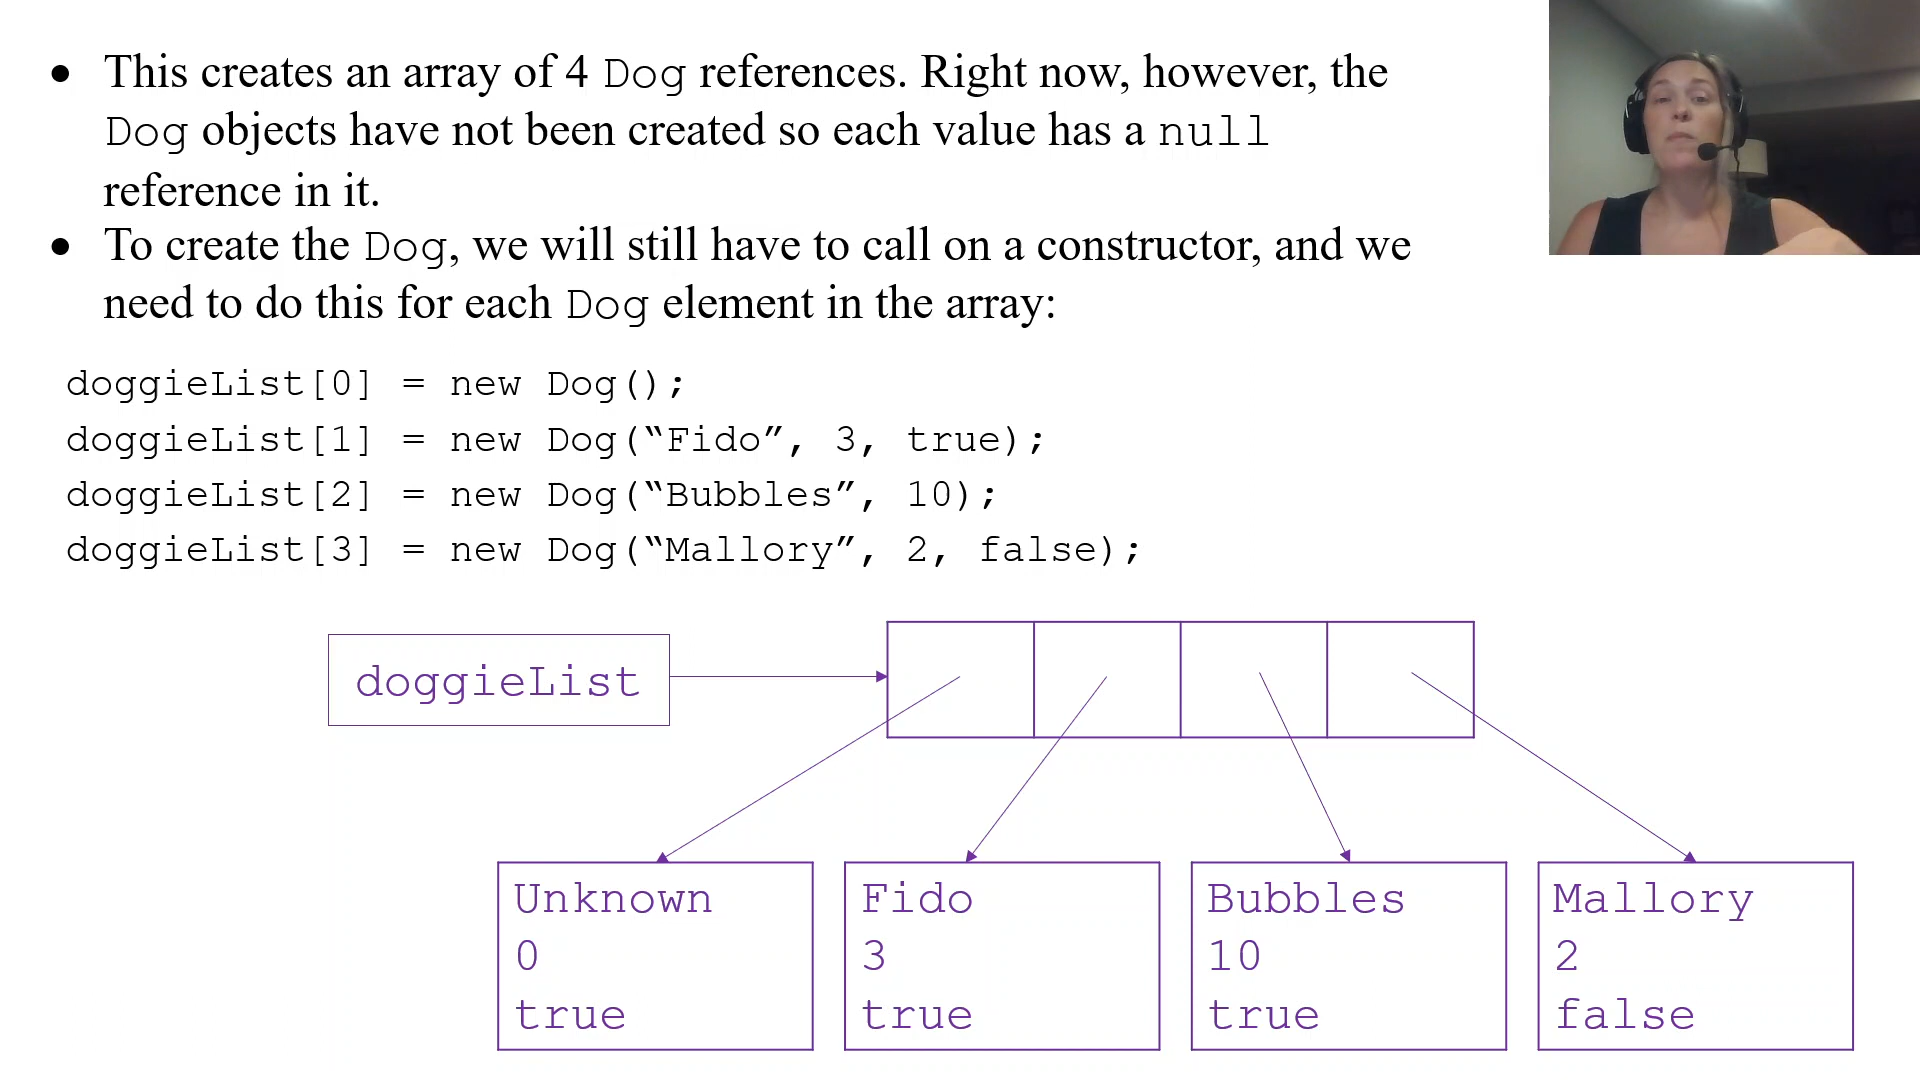 • This creates an array of 4 Dog references. Right now, however, the
Dog objects have not been created so each value has a null
reference in it.
• To create the Dog, we will still have to call on a constructor, and we
need to do this for each Dog element in the array:
doggieList[0] = new Dog();
doggieList[1] = new Dog(“Fido”, 3, true);
doggieList[2] = new Dog(“Bubbles”, 10);
doggieList[3] = new Dog(“Mallory”, 2, false);
doggieList
Unknown
0
true
Fido
3
true
Bubbles
10
true
Mallory
2
false